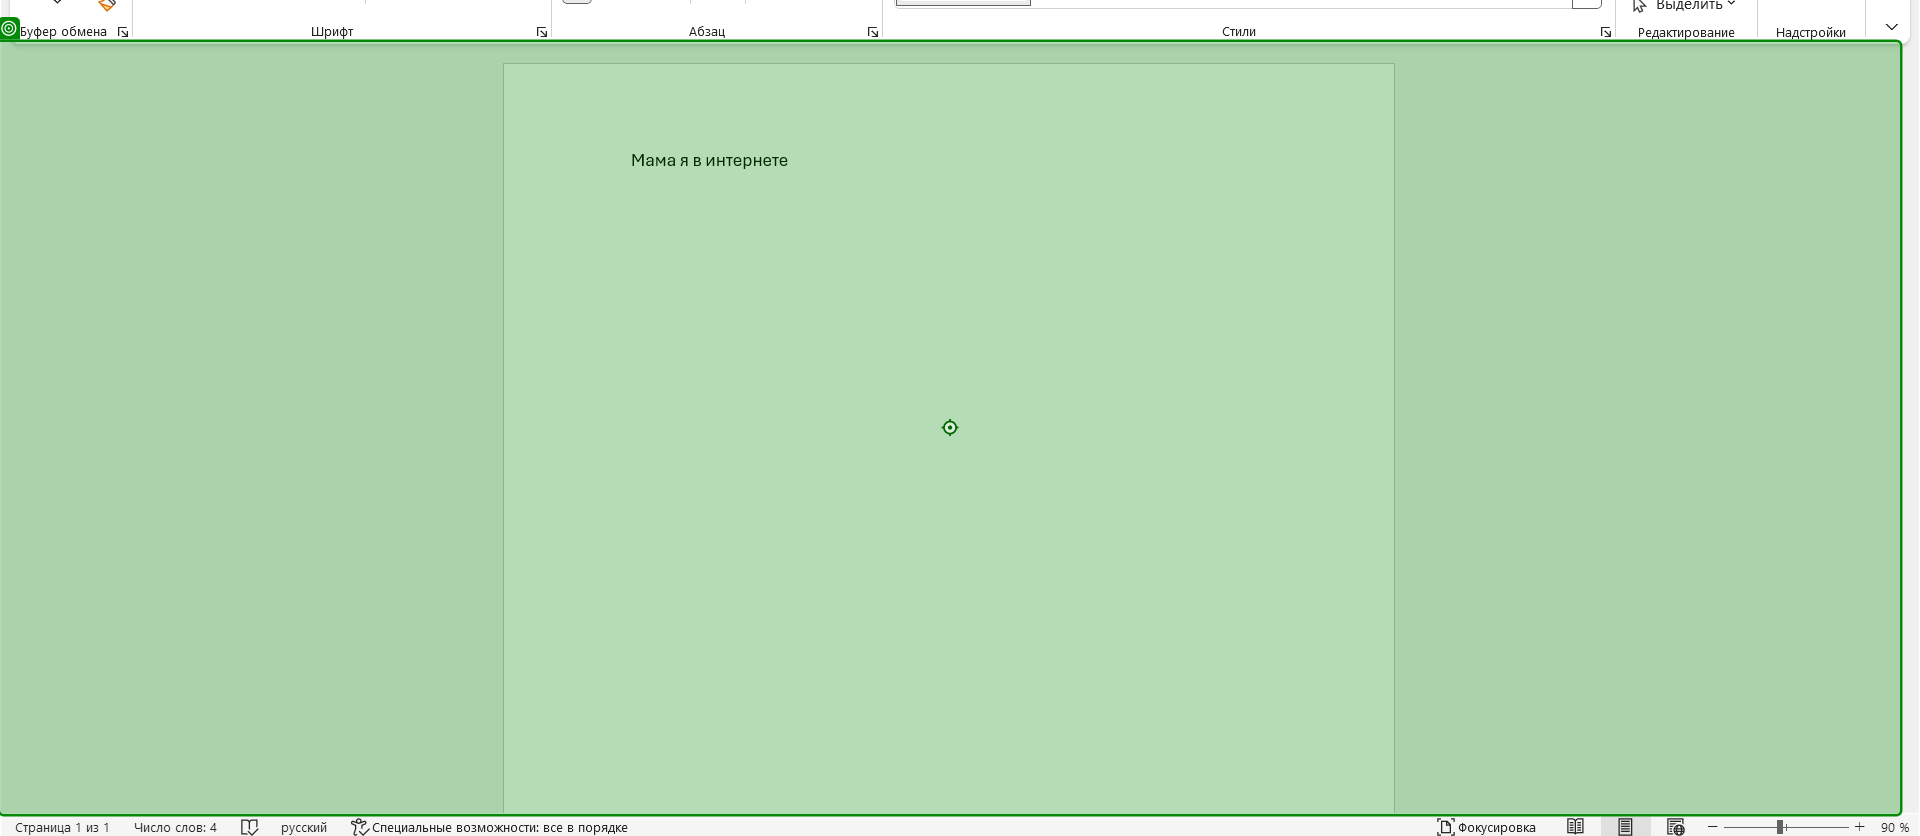 Выделить
Буфер обмена
Шрифт
Абзац
Стили
Редактирование
Надстройки
Мама я в интернете
Страница 1 из 1
Число слов: 4
русский
Специальные возможности: все в порядке
Фокусировка
90 %